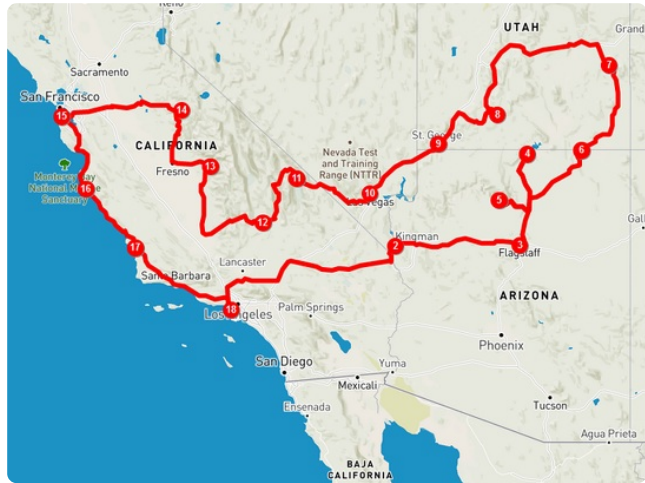 Reno
UTAH
Grand
Sacramento
7
San Francisco
15
14
8
CALIFORNIA
St. George
9
Nevada Test
and Training
Range (NTTR)
4
6
Monterey Bay
National Marine
Sanctuary
Fresno
13
16
11
10
Las Vegas
5
12
Gal
17
Kingman
2
3
Flagstaff
Lancaster
Santa Barbara
ARIZONA
18
Los Angeles
Palm Springs
Phoenix
San Diego
Yuma
Mexicali
Tucson
Ensenada
Agua Prieta
BAJA
CALIFORNIA